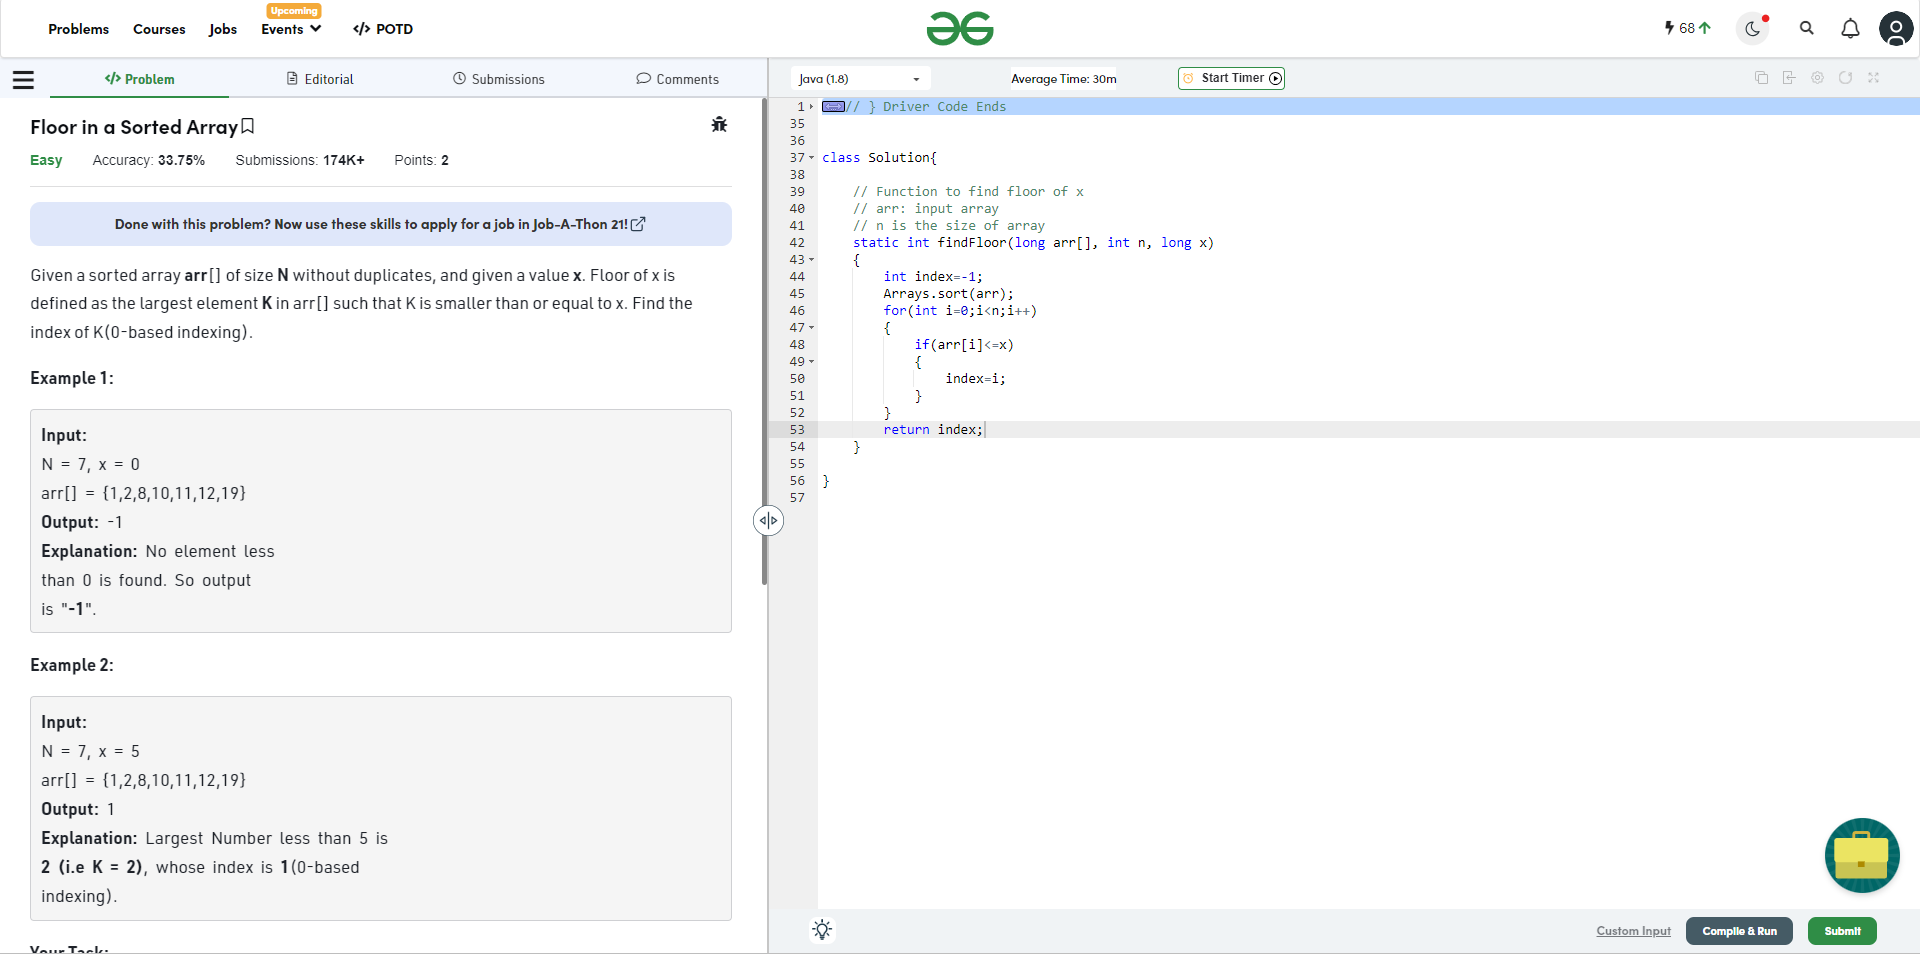 Problems Courses Jobs Upcoming Events </> POTD
68
</> Problem Editorial Submissions Comments
Java (1.8) Average Time: 30m Start Timer
Floor in a Sorted Array
Easy Accuracy: 33.75% Submissions: 174K+ Points: 2
Done with this problem? Now use these skills to apply for a job in Job-A-Thon 21!
Given a sorted array arr[] of size N without duplicates, and given a value x. Floor of x is
defined as the largest element K in arr[] such that K is smaller than or equal to x. Find the
index of K(0-based indexing).
Example 1:
Input:
N = 7, x = 0
arr[] = {1,2,8,10,11,12,19}
Output: -1
Explanation: No element less
than 0 is found. So output
is "-1".
Example 2:
Input:
N = 7, x = 5
arr[] = {1,2,8,10,11,12,19}
Output: 1
Explanation: Largest Number less than 5 is
2 (i.e K = 2), whose index is 1(0-based
indexing).
Your Task:
1 // } Driver Code Ends
35
36
37 class Solution{
38
39 // Function to find floor of x
40 // arr: input array
41 // n is the size of array
42 static int findFloor(long arr[], int n, long x)
43 {
44 int index=-1;
45 Arrays.sort(arr);
46 for(int i=0;i<n;i++)
47 {
48 if(arr[i]<=x)
49 {
50 index=i;
51 }
52 }
53 return index;
54 }
55
56 }
57
Custom Input Compile & Run Submit